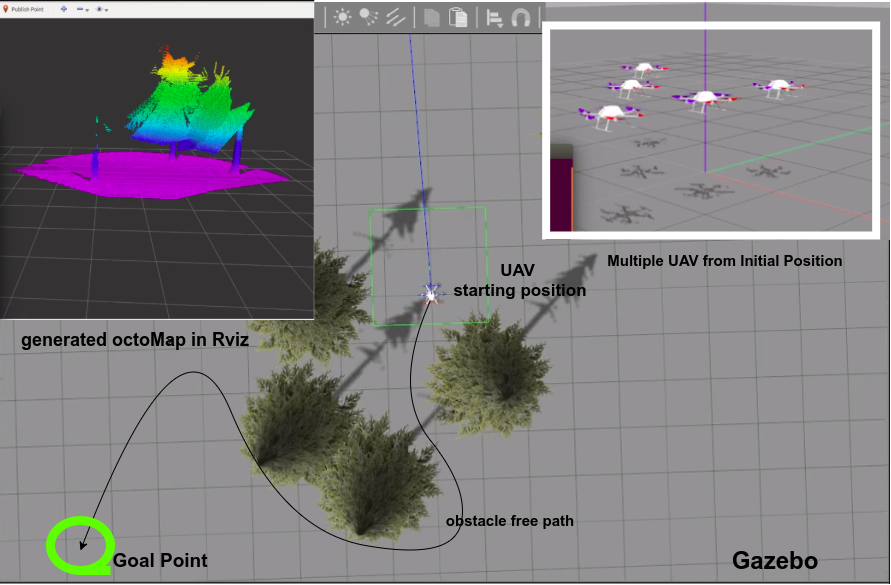 Publish Point
UAV
starting position
Multiple UAV from Initial Position
generated octoMap in Rviz
obstacle free path
Goal Point
Gazebo